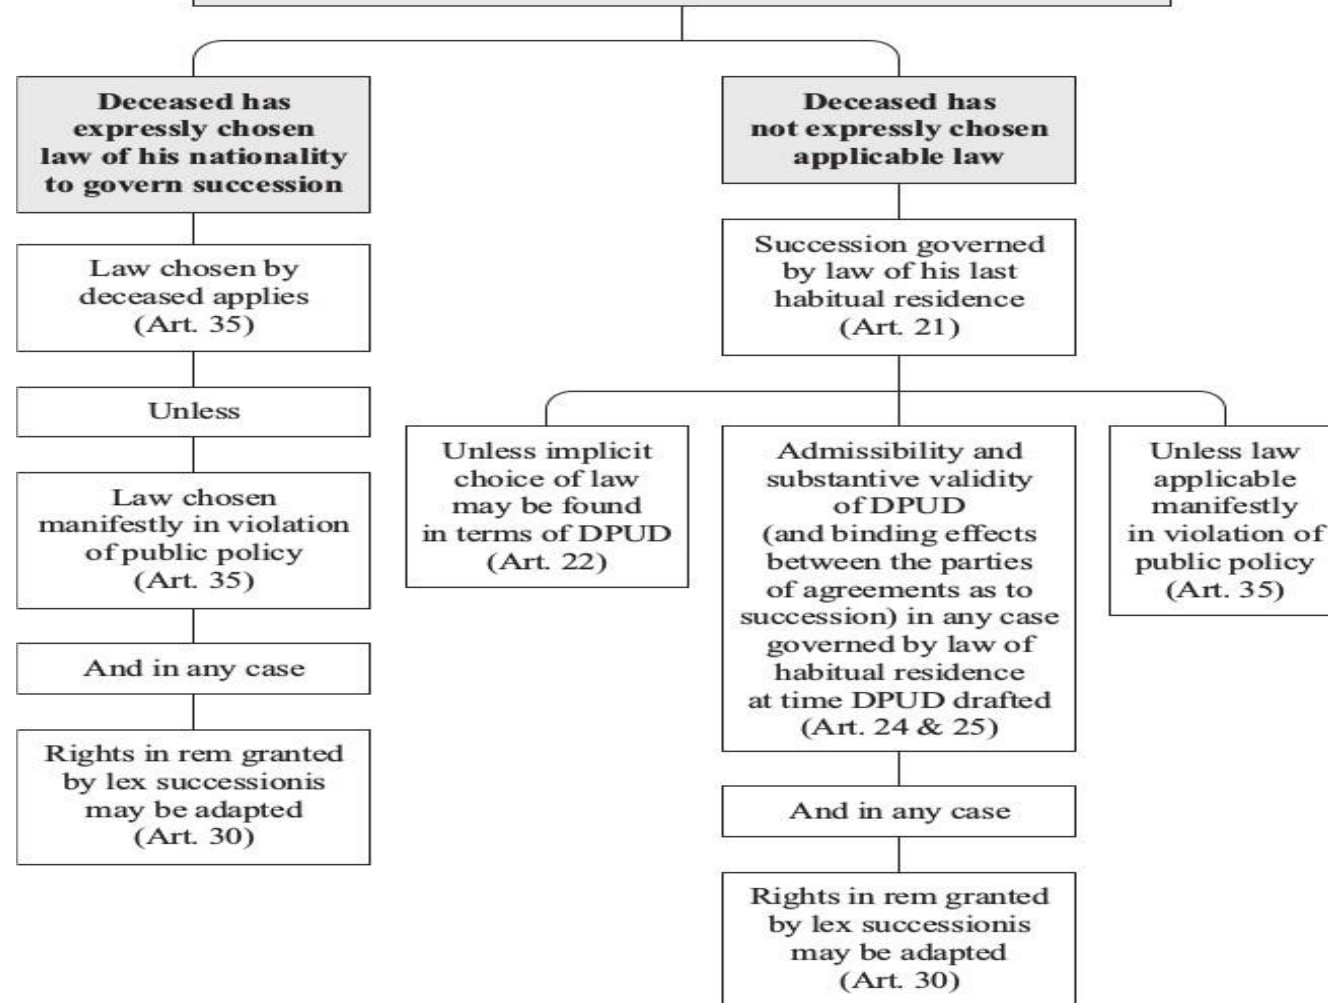 Deceased has
expressly chosen
law of his nationality
to govern succession
Law chosen by
deceased applies
(Art. 35)
Unless
Law chosen
manifestly in violation
of public policy
(Art. 35)
And in any case
Rights in rem granted
by lex successionis
may be adapted
(Art. 30)
Deceased has
not expressly chosen
applicable law
Succession governed
by law of his last
habitual residence
(Art. 21)
Unless implicit
choice of law
may be found
in terms of DPUD
(Art. 22)
Admissibility and
substantive validity
of DPUD
(and binding effects
between the parties
of agreements as to
succession) in any case
governed by law of
habitual residence
at time DPUD drafted
(Art. 24 & 25)
And in any case
Rights in rem granted
by lex successionis
may be adapted
(Art. 30)
Unless law
applicable
manifestly
in violation of
public policy
(Art. 35)